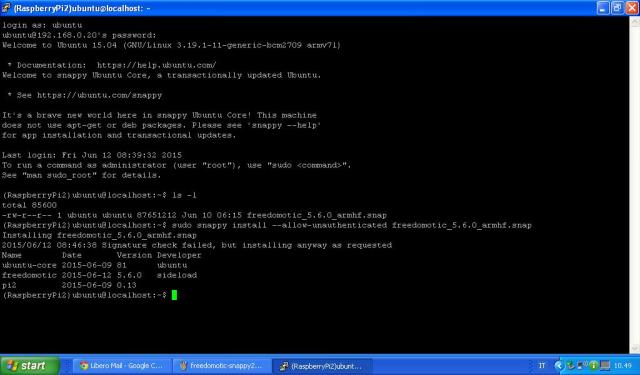 (RaspberryPi2)ubuntu@localhost: ~
login as: ubuntu
ubuntu@192.168.0.20's password:
Welcome to Ubuntu 15.04 (GNU/Linux 3.19.1-11-generic-bcm2709 armv7l)
* Documentation:  https://help.ubuntu.com/
Welcome to snappy Ubuntu Core, a transactionally updated Ubuntu.
* See https://ubuntu.com/snappy
It's a brave new world here in snappy Ubuntu Core! This machine
does not use apt-get or deb packages. Please see 'snappy --help'
for app installation and transactional updates.
Last login: Fri Jun 12 08:39:32 2015
To run a command as administrator (user "root"), use "sudo <command>".
See "man sudo_root" for details.
(RaspberryPi2)ubuntu@localhost:~$ ls -l
total 85600
-rw-r--r-- 1 ubuntu ubuntu 87651212 Jun 10 06:15 freedomotic_5.6.0_armhf.snap
(RaspberryPi2)ubuntu@localhost:~$ sudo snappy install --allow-unauthenticated freedomotic_5.6.0_armhf.snap
Installing freedomotic_5.6.0_armhf.snap
2015/06/12 08:46:38 Signature check failed, but installing anyway as requested
Name Date Version Developer
ubuntu-core 2015-06-09 81 ubuntu
freedomotic 2015-06-12 5.6.0 sideload
pi2 2015-06-09 0.13
(RaspberryPi2)ubuntu@localhost:~$
start
Libero Mail - Google C...
freedomotic-snappy2...
(RaspberryPi2)ubunt...
IT
10.49